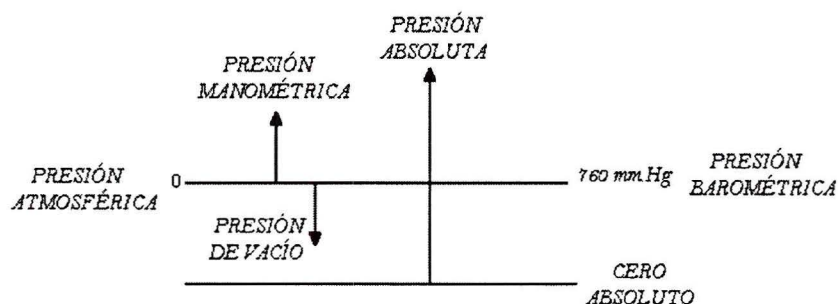 PRESIÓN
ABSOLUTA
PRESIÓN
MANOMÉTRICA
PRESIÓN
ATMOSFÉRICA
0
760 mm Hg
PRESIÓN
BAROMÉTRICA
PRESIÓN
DE VACÍO
CERO
ABSOLUTO